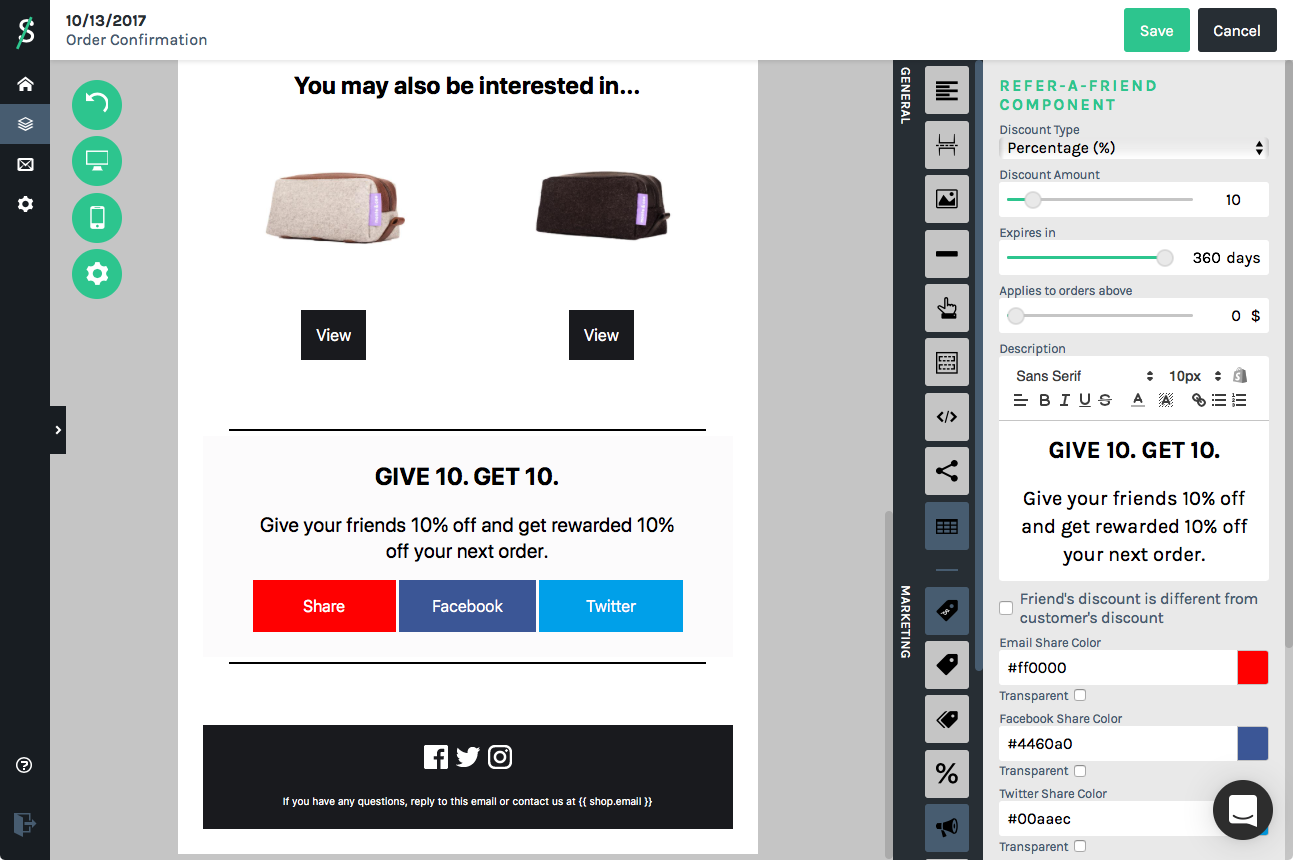 10/13/2017
Order Confirmation
Save
Cancel
You may also be interested in...
View
View
GIVE 10. GET 10.
Give your friends 10% off and get rewarded 10%
off your next order.
Share
Facebook
Twitter
If you have any questions, reply to this email or contact us at {{ shop.email }}
GENERAL
MARKETING
REFER-A-FRIEND
COMPONENT
Discount Type
Percentage (%)
Discount Amount
10
Expires in
360 days
Applies to orders above
0 $
Description
Sans Serif
10px
GIVE 10. GET 10.
Give your friends 10% off
and get rewarded 10% off
your next order.
Friend's discount is different from
customer's discount
Email Share Color
#ff0000
Transparent
Facebook Share Color
#4460a0
Transparent
Twitter Share Color
#00aaec
Transparent